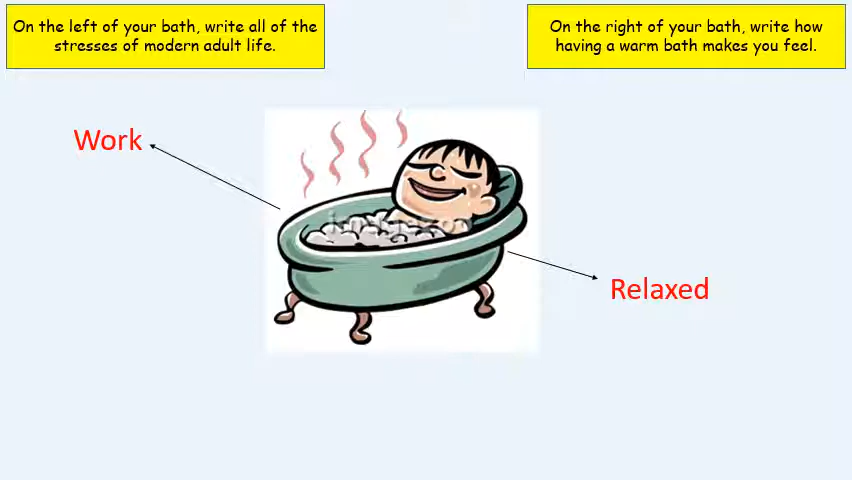 On the left of your bath, write all of the
stresses of modern adult life.
On the right of your bath, write how
having a warm bath makes you feel.
Work
Relaxed